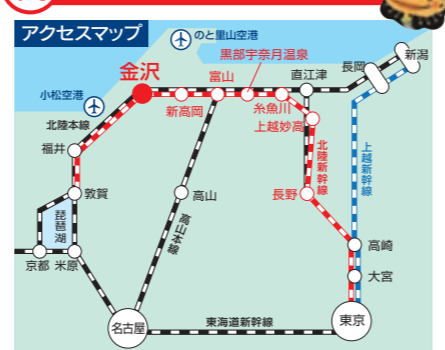 アクセスマップ
のと里山空港
黒部宇奈月温泉
新潟
長岡
金沢
富山
直江津
小松空港
新高岡
糸魚川
上越妙高
北陸本線
福井
北陸新幹線
上越新幹線
敦賀
高山
長野
琵琶湖
高山本線
高崎
京都
米原
大宮
名古屋
東海道新幹線
東京